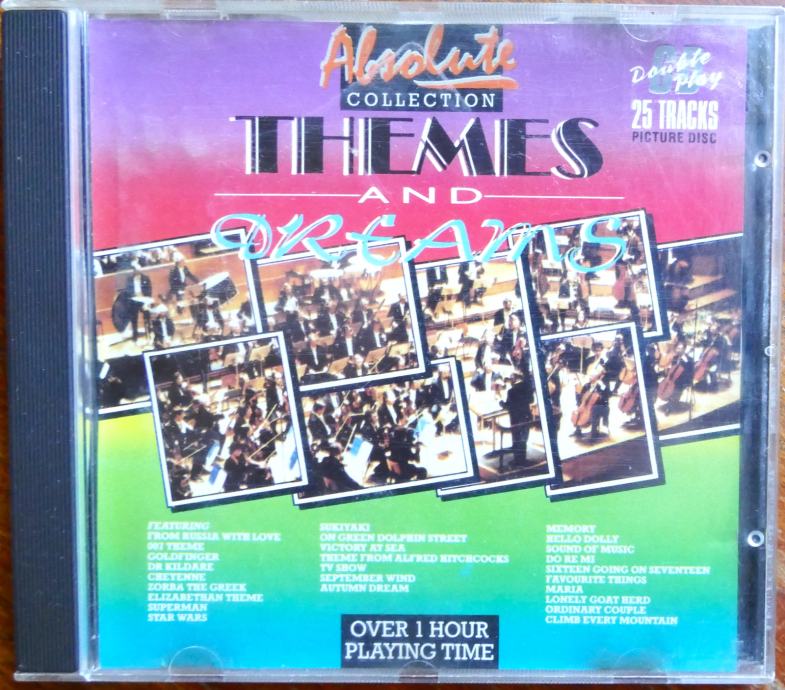 Absolute
COLLECTION
THEMES
AND
DREAMS
CD
Double
Play
25 TRACKS
PICTURE DISC
FEATURING
FROM RUSSIA WITH LOVE
007 THEME
GOLDFINGER
DR KILDARE
CHEYENNE
ZORBA THE GREEK
ELIZABETHAN THEME
SUPERMAN
STAR WARS
SUKIYAKI
ON GREEN DOLPHIN STREET
VICTORY AT SEA
THEME FROM ALFRED HITCHCOCKS
TV SHOW
SEPTEMBER WIND
AUTUMN DREAM
MEMORY
HELLO DOLLY
SOUND OF MUSIC
DO RE MI
SIXTEEN GOING ON SEVENTEEN
FAVOURITE THINGS
MARIA
LONELY GOAT HERD
ORDINARY COUPLE
CLIMB EVERY MOUNTAIN
OVER 1 HOUR
PLAYING TIME